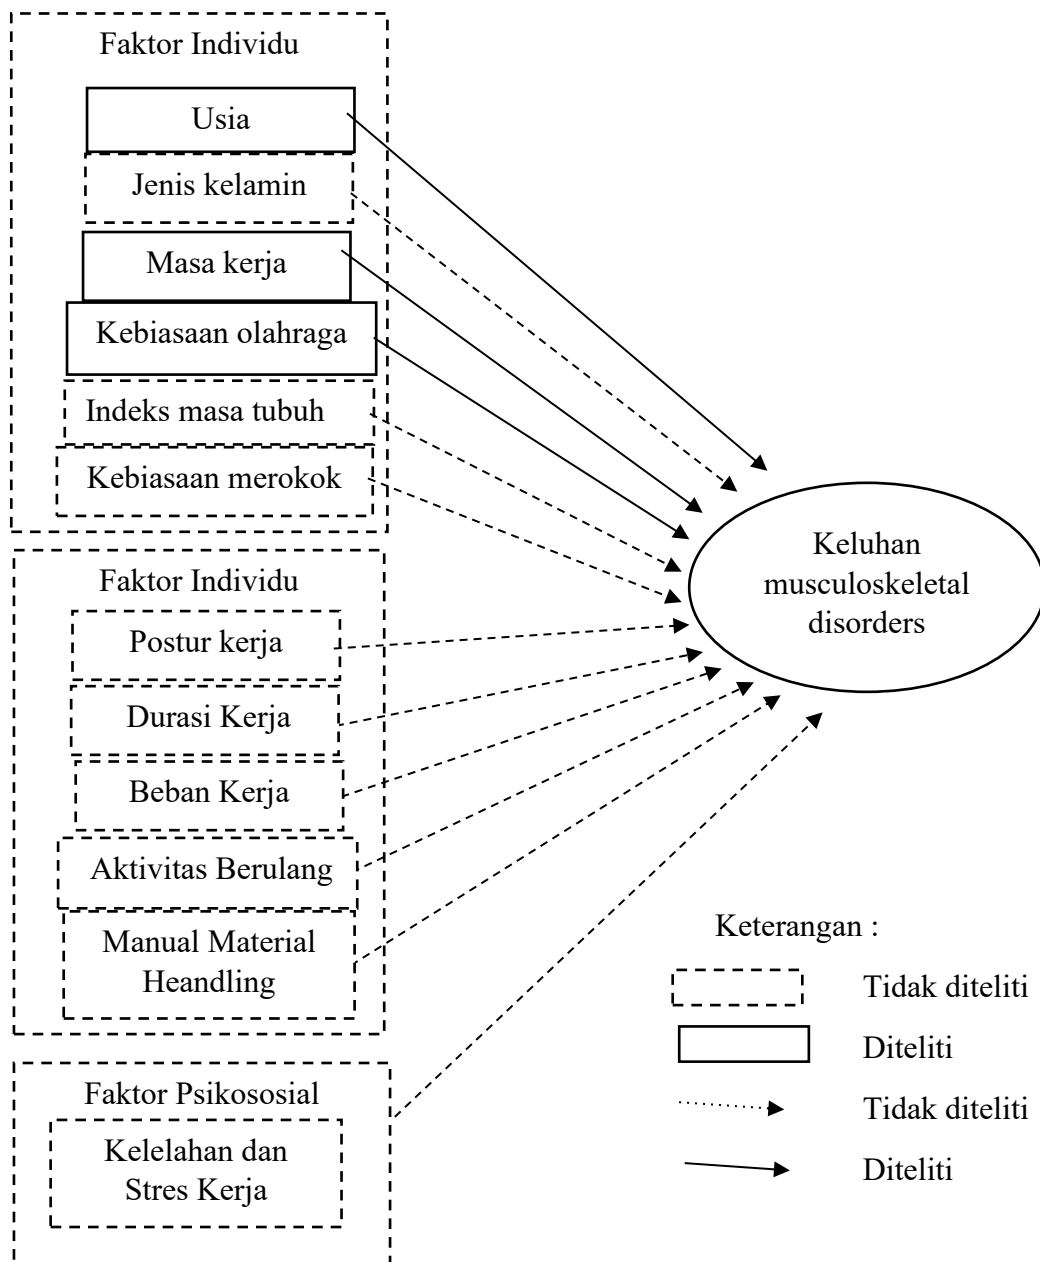 Faktor Individu
Usia
Jenis kelamin
Masa kerja
Kebiasaan olahraga
Indeks masa tubuh
Kebiasaan merokok
Keluhan
musculoskeletal
disorders
Faktor Individu
Postur kerja
Durasi Kerja
Beban Kerja
Aktivitas Berulang
Manual Material
Heandling
Faktor Psikososial
Kelelahan dan
Stres Kerja
Keterangan :
Tidak diteliti
Diteliti
Tidak diteliti
Diteliti